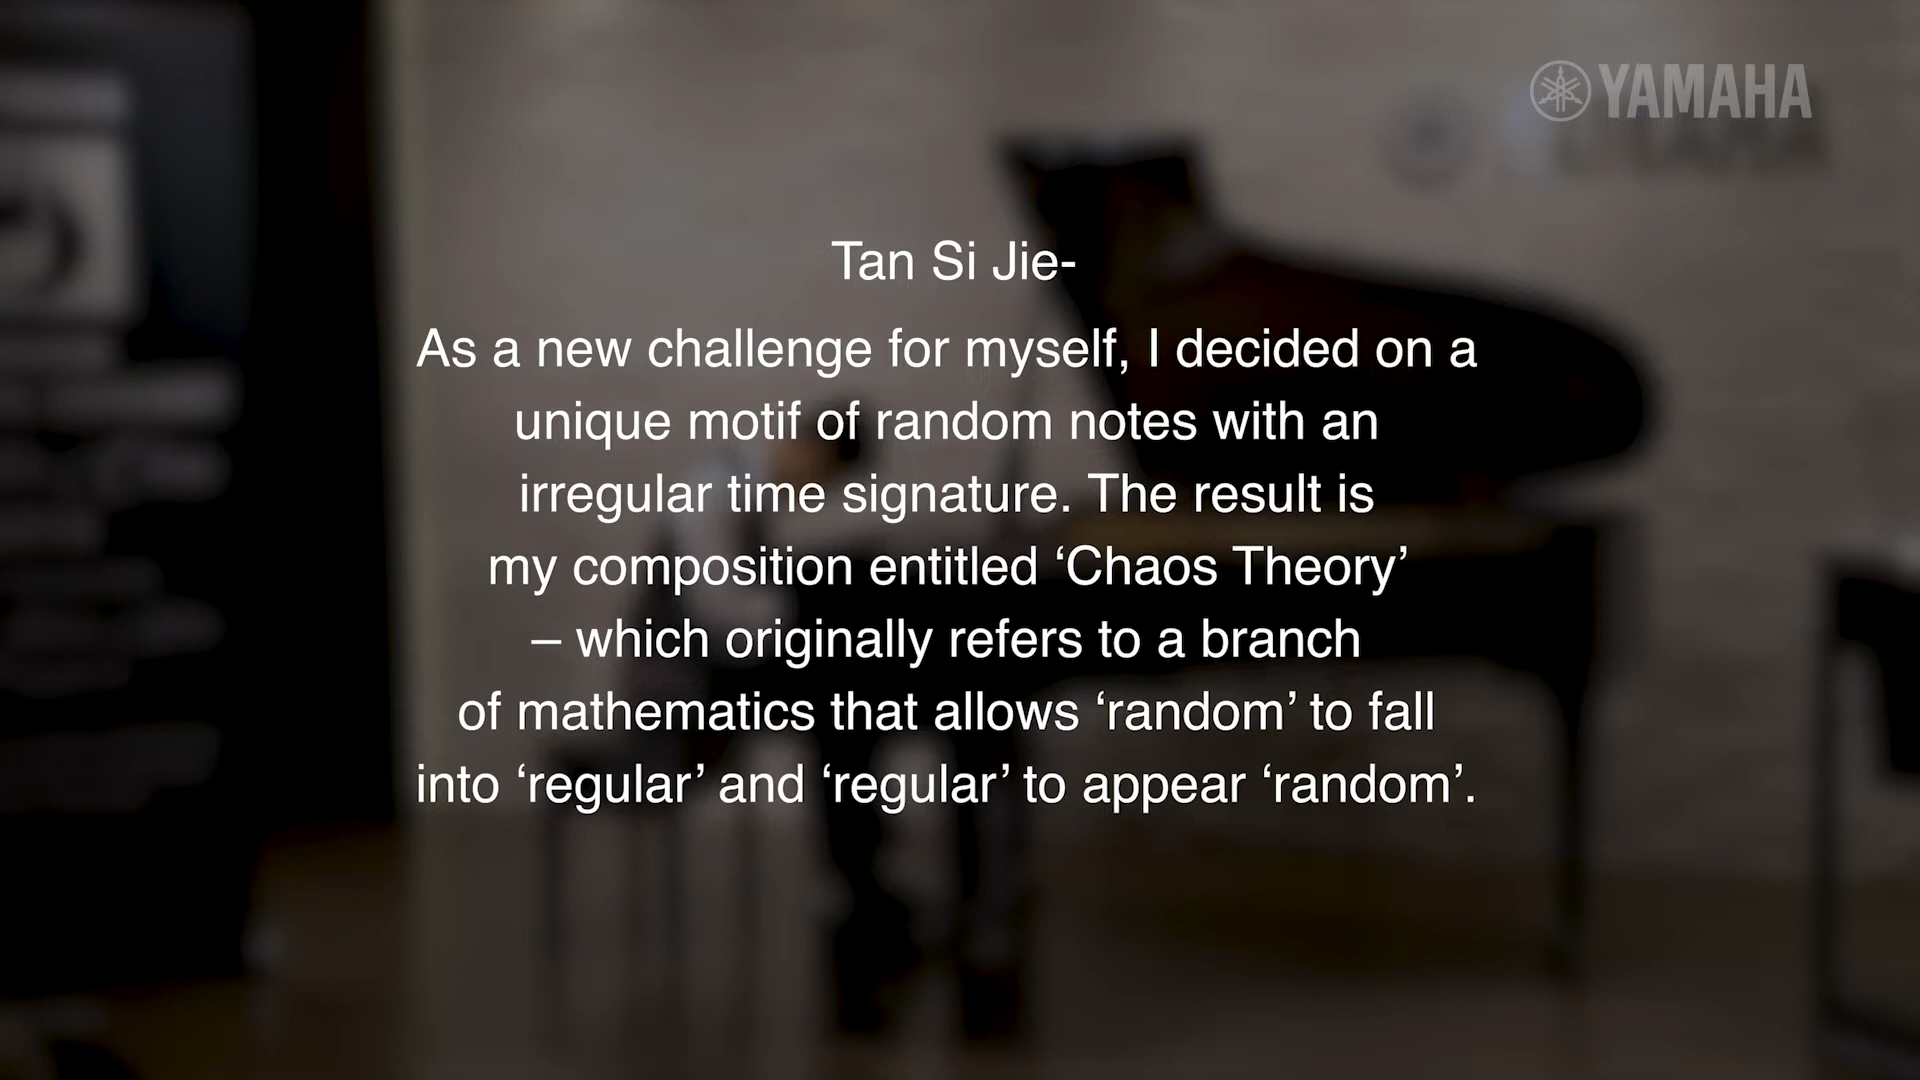 YAMAHA
Tan Si Jie-
As a new challenge for myself, I decided on a
unique motif of random notes with an
irregular time signature. The result is
my composition entitled ‘Chaos Theory’
– which originally refers to a branch
of mathematics that allows ‘random’ to fall
into ‘regular’ and ‘regular’ to appear ‘random’.